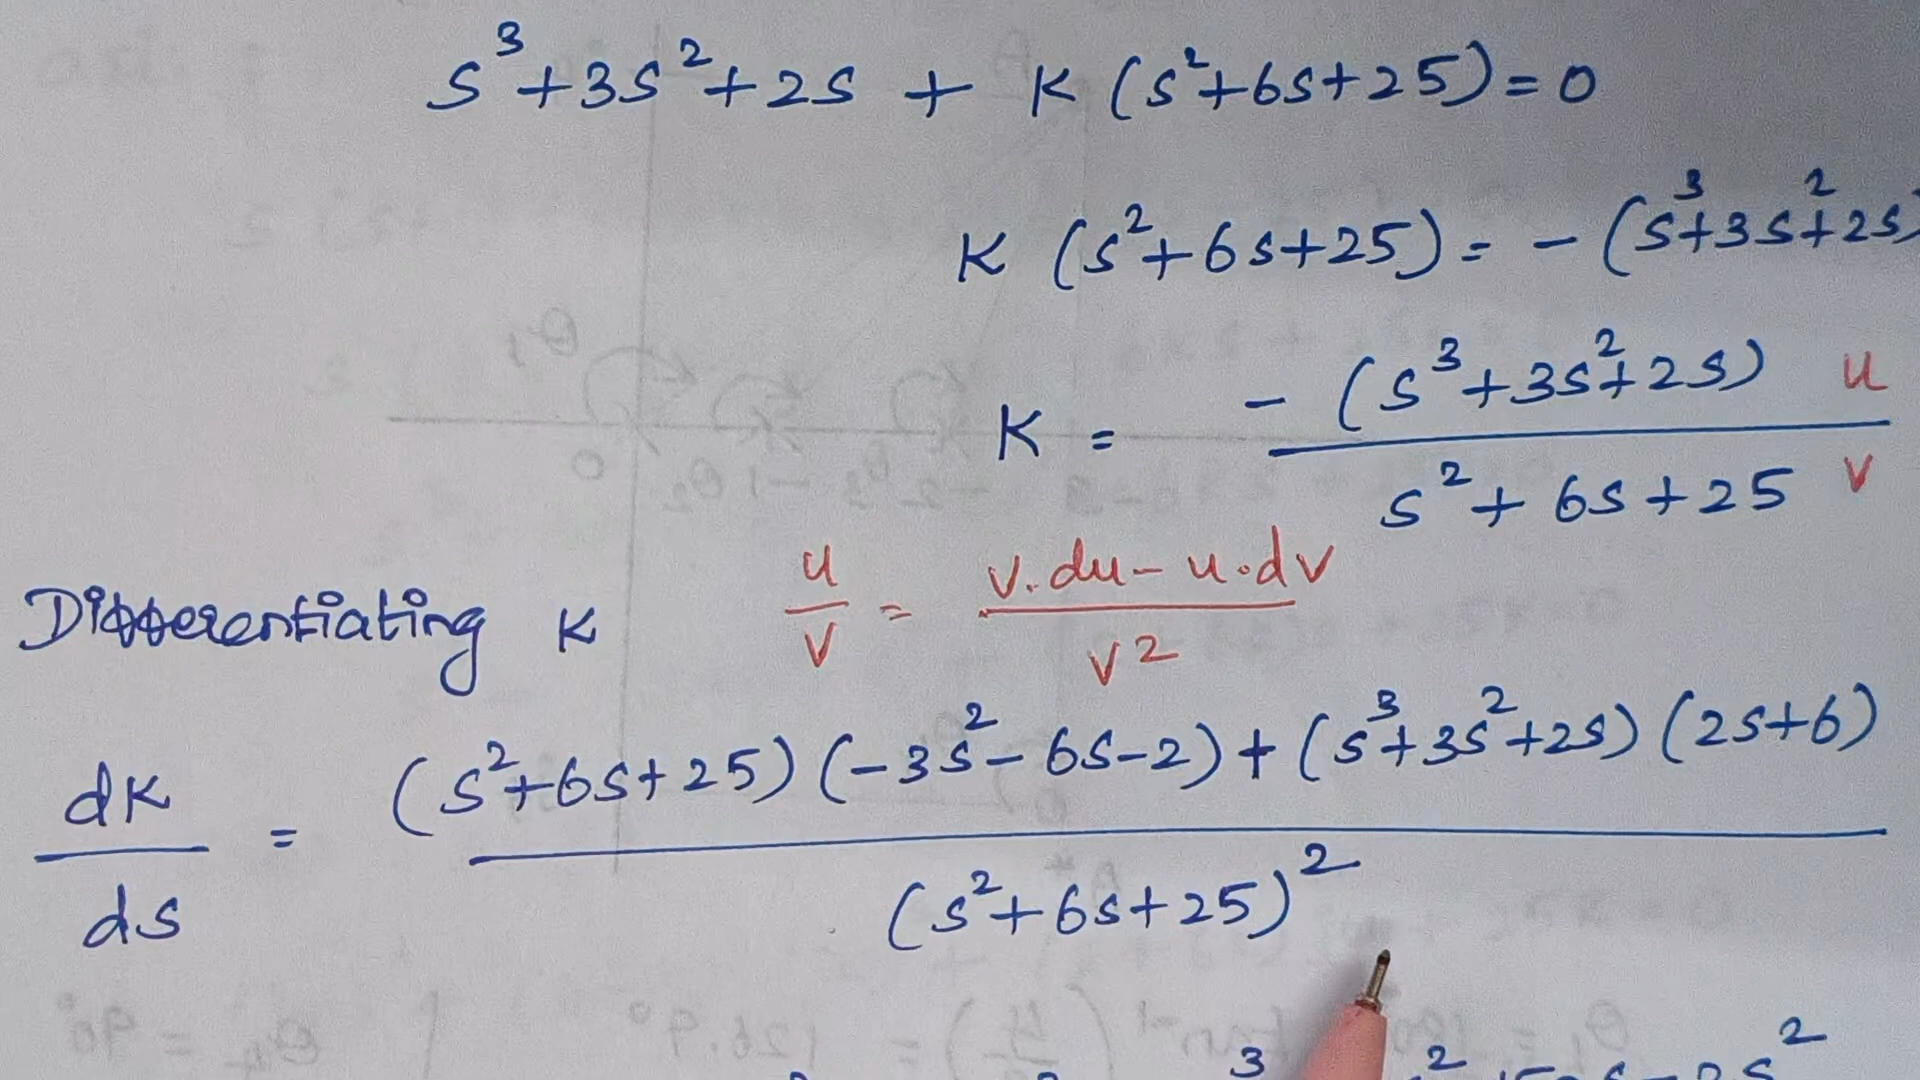 s³+3s²+2s + K (s²+6s+25)=0
K (s²+6s+25)= -(s³+3s²+2s)
K = -(s³+3s²+2s) / s²+6s+25 u / v
Differentiating K u/v = v.du-u.dv / v²
dK/ds = (s²+6s+25)(-3s²-6s-2)+(s³+3s²+2s)(2s+6) / (s²+6s+25)²